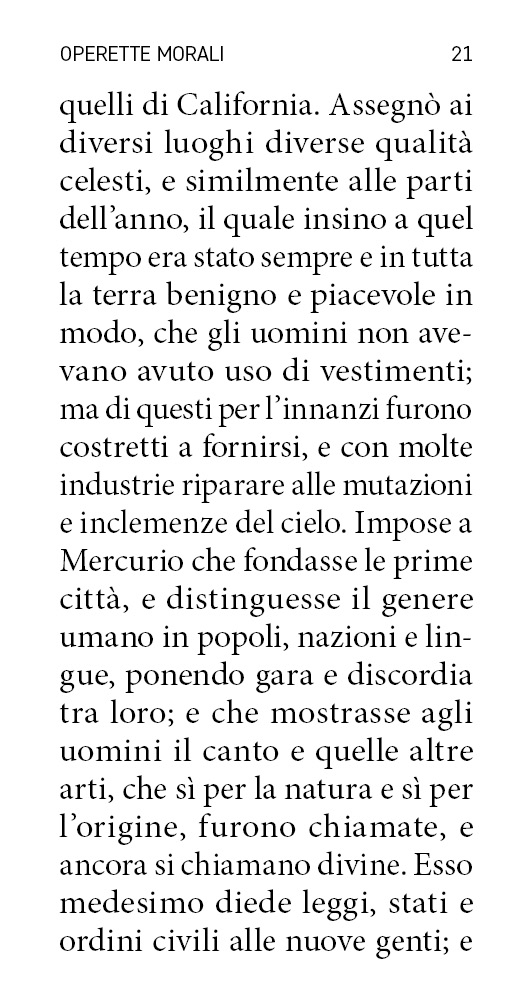 OPERETTE MORALI 21
quelli di California. Assegnò ai
diversi luoghi diverse qualità
celesti, e similmente alle parti
dell’anno, il quale insino a quel
tempo era stato sempre e in tutta
la terra benigno e piacevole in
modo, che gli uomini non ave-
vano avuto uso di vestimenti;
ma di questi per l’innanzi furono
costretti a fornirsi, e con molte
industrie riparare alle mutazioni
e inclemenze del cielo. Impose a
Mercurio che fondasse le prime
città, e distinguesse il genere
umano in popoli, nazioni e lin-
gue, ponendo gara e discordia
tra loro; e che mostrasse agli
uomini il canto e quelle altre
arti, che sì per la natura e sì per
l’origine, furono chiamate, e
ancora si chiamano divine. Esso
medesimo diede leggi, stati e
ordini civili alle nuove genti; e